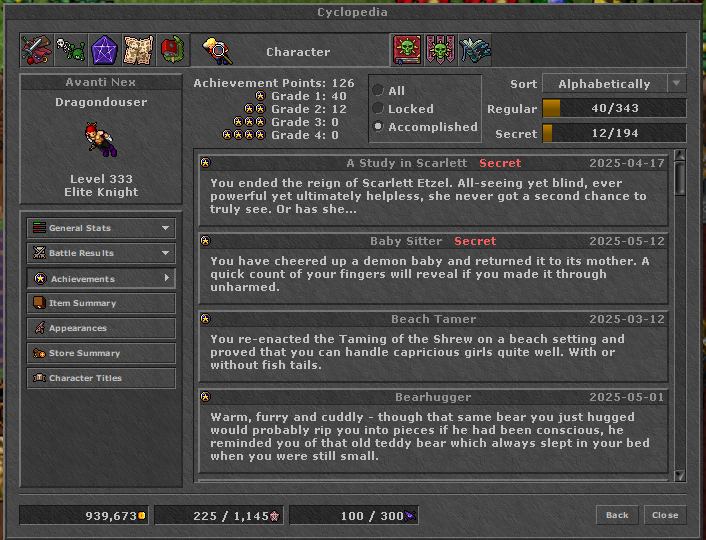 Cyclopedia
Character
Avanti Nex
Dragondouser
Level 333
Elite Knight
General Stats
Battle Results
Achievements
Item Summary
Appearances
Store Summary
Character Titles
Achievement Points: 126
Grade 1: 40
Grade 2: 12
Grade 3: 0
Grade 4: 0
All
Locked
Accomplished
Sort Alphabetically
Regular 40/343
Secret 12/194
A Study in Scarlett Secret 2025-04-17
You ended the reign of Scarlett Etzel. All-seeing yet blind, ever
powerful yet ultimately helpless, she never got a second chance to
truly see. Or has she...
Baby Sitter Secret 2025-05-12
You have cheered up a demon baby and returned it to its mother. A
quick count of your fingers will reveal if you made it through
unharmed.
Beach Tamer 2025-03-12
You re-enacted the Taming of the Shrew on a beach setting and
proved that you can handle capricious girls quite well. With or
without fish tails.
Bearhugger 2025-05-01
Warm, furry and cuddly - though that same bear you just hugged
would probably rip you into pieces if he had been conscious, he
reminded you of that old teddy bear which always slept in your bed
when you were still small.
939,673
225 / 1,145
100 / 300
Back
Close